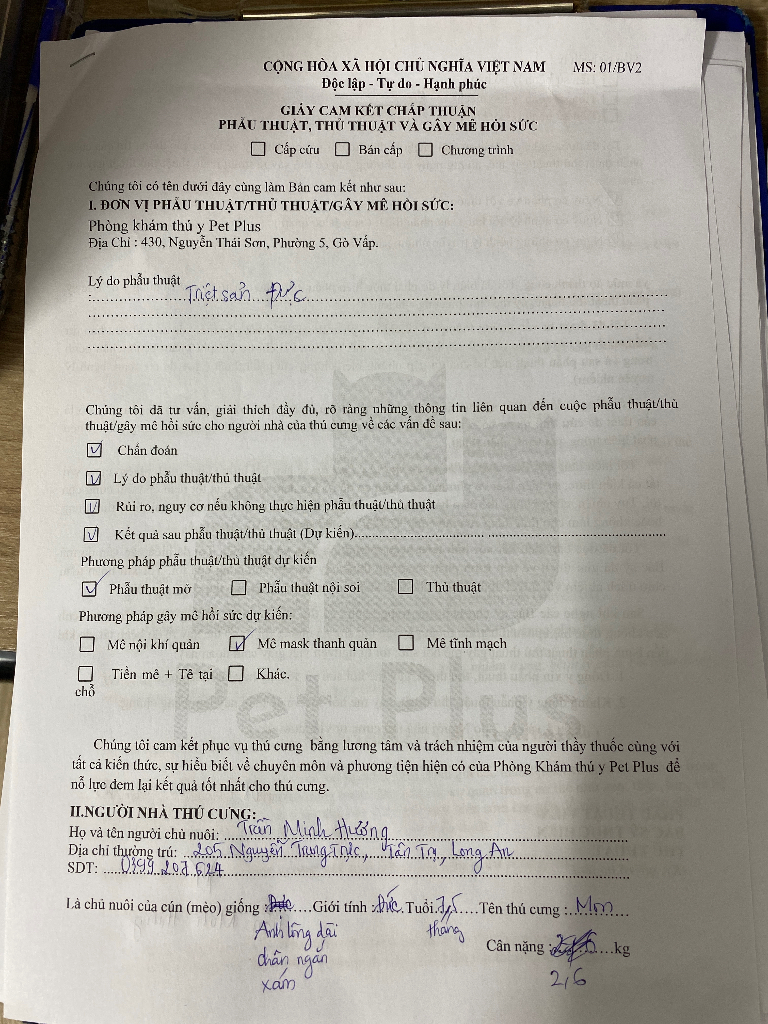 CỘNG HÒA XÃ HỘI CHỦ NGHĨA VIỆT NAM MS: 01/BV2
Độc lập - Tự do - Hạnh phúc
GIẤY CAM KẾT CHẤP THUẬN
PHẪU THUẬT, THỦ THUẬT VÀ GÂY MÊ HỒI SỨC
☐ Cấp cứu ☐ Bán cấp ☐ Chương trình
Chúng tôi có tên dưới đây cùng làm Bản cam kết như sau:
I. ĐƠN VỊ PHẪU THUẬT/THỦ THUẬT/GÂY MÊ HỒI SỨC:
Phòng khám thú y Pet Plus
Địa Chỉ : 430, Nguyễn Thái Sơn, Phường 5, Gò Vấp.
Lý do phẫu thuật
: Triệt sản đực
Chúng tôi đã tư vấn, giải thích đầy đủ, rõ ràng những thông tin liên quan đến cuộc phẫu thuật/thủ
thuật/gây mê hồi sức cho người nhà của thú cưng về các vấn đề sau:
☑ Chẩn đoán
☑ Lý do phẫu thuật/thủ thuật
☑ Rủi ro, nguy cơ nếu không thực hiện phẫu thuật/thủ thuật
☑ Kết quả sau phẫu thuật/thủ thuật (Dự kiến)
Phương pháp phẫu thuật/thủ thuật dự kiến
☑ Phẫu thuật mở ☐ Phẫu thuật nội soi ☐ Thủ thuật
Phương pháp gây mê hồi sức dự kiến:
☐ Mê nội khí quản ☑ Mê mask thanh quản ☐ Mê tĩnh mạch
☐ Tiền mê + Tê tại ☐ Khác.
chỗ
Pet Plus
Chúng tôi cam kết phục vụ thú cưng bằng lương tâm và trách nhiệm của người thầy thuốc cùng với
tất cả kiến thức, sự hiểu biết về chuyên môn và phương tiện hiện có của Phòng Khám thú y Pet Plus để
nỗ lực đem lại kết quả tốt nhất cho thú cưng.
II.NGƯỜI NHÀ THÚ CƯNG:
Họ và tên người chủ nuôi: Trần Minh Hương
Địa chỉ thường trú: 205 Nguyễn Trung Trực, Tân Trụ, Long An
SDT: 0399 207 624
Là chủ nuôi của cún (mèo) giống : Giới tính : đực. Tuổi 7,5 Tên thú cưng : Mon
Anh lông dài tháng
chân ngắn Cân nặng : kg
xám 2,6